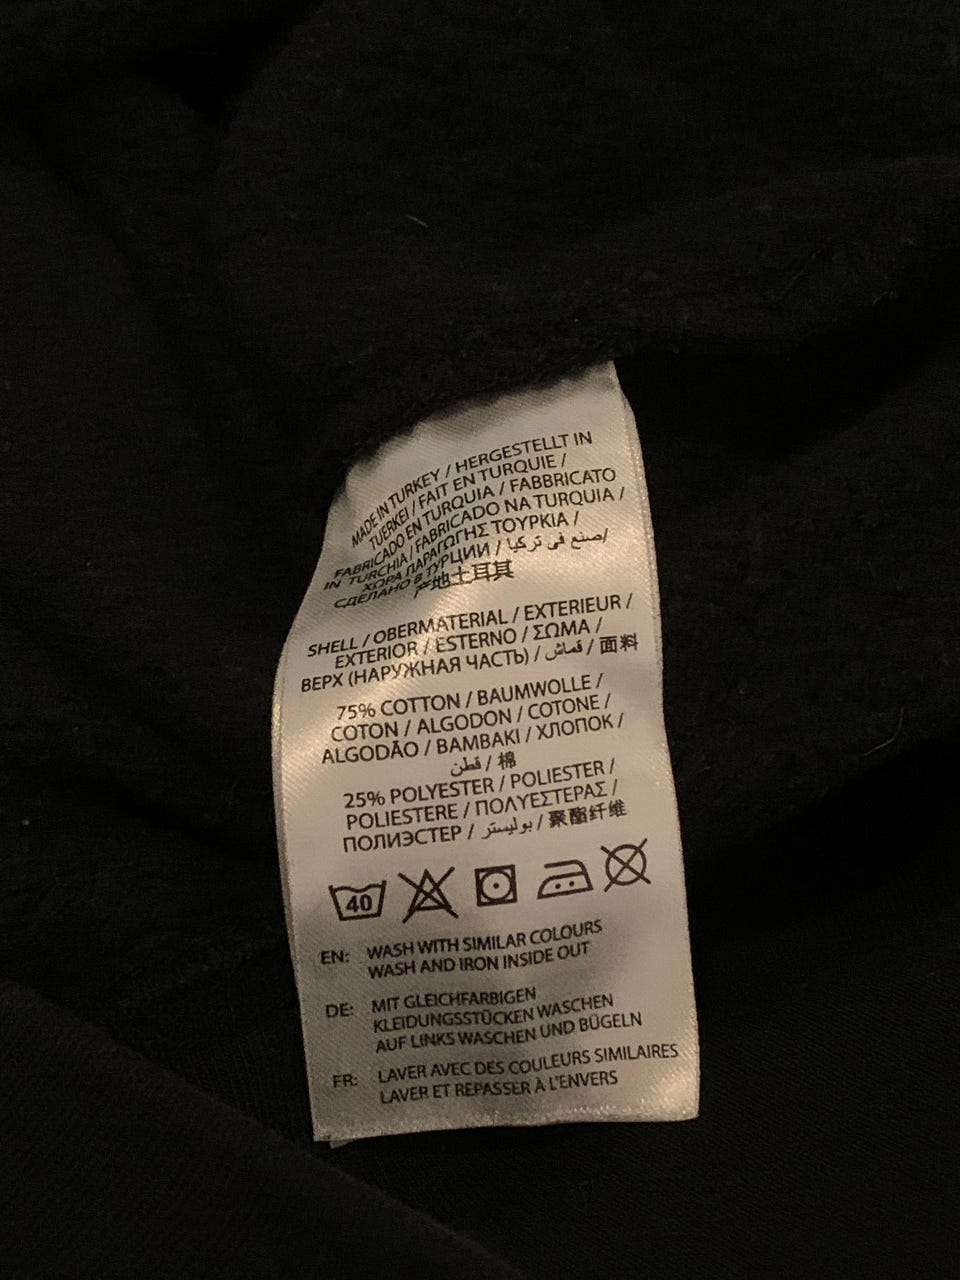 MADE IN TURKEY / HERGESTELLT IN
TUERKEI / FAIT EN TURQUIE /
FABRICADO EN TURQUIA / FABBRICATO
IN TURCHIA / FABRICADO NA TURQUIA /
ΧΩΡΑ ΠΑΡΑΓΩΓΗΣ ΤΟΥΡΚΙΑ /
СДЕЛАНО В ТУРЦИИ / صنع في تركيا/
产地土耳其
SHELL / OBERMATERIAL / EXTERIEUR /
EXTERIOR / ESTERNO / ΣΩΜΑ /
ВЕРХ (НАРУЖНАЯ ЧАСТЬ) / قماش / 面料
75% COTTON / BAUMWOLLE /
COTON / ALGODON / COTONE /
ALGODÃO / BAMBAKI / ХЛОПОК /
قطن / 棉
25% POLYESTER / POLIESTER /
POLIESTERE / ΠΟΛΥΕΣΤΕΡΑΣ /
ПОЛИЭСТЕР / بوليستر / 聚酯纤维
40
EN: WASH WITH SIMILAR COLOURS
WASH AND IRON INSIDE OUT
DE: MIT GLEICHFARBIGEN
KLEIDUNGSSTÜCKEN WASCHEN
AUF LINKS WASCHEN UND BÜGELN
FR: LAVER AVEC DES COULEURS SIMILAIRES
LAVER ET REPASSER À L'ENVERS